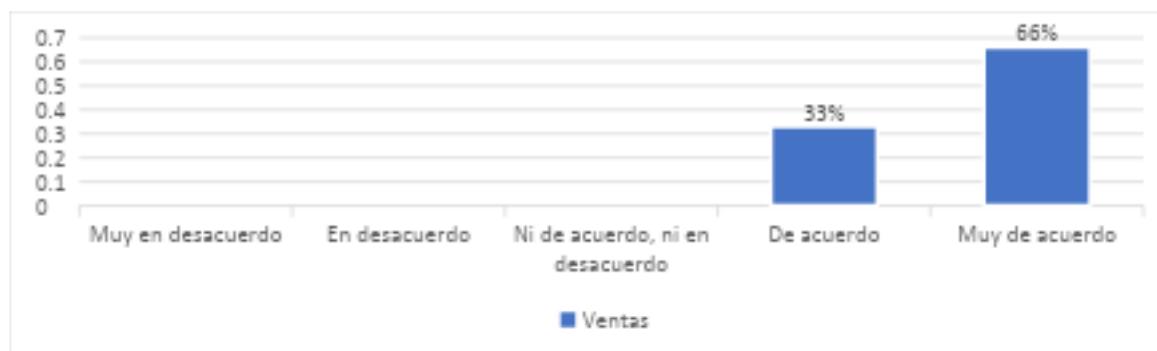 66%
0.7
0.6
0.5
33%
0.4
0.3
0.2
0.1
0
Muy en desacuerdo
En desacuerdo
Ni de acuerdo, ni en
desacuerdo
De acuerdo
Muy de acuerdo
Ventas